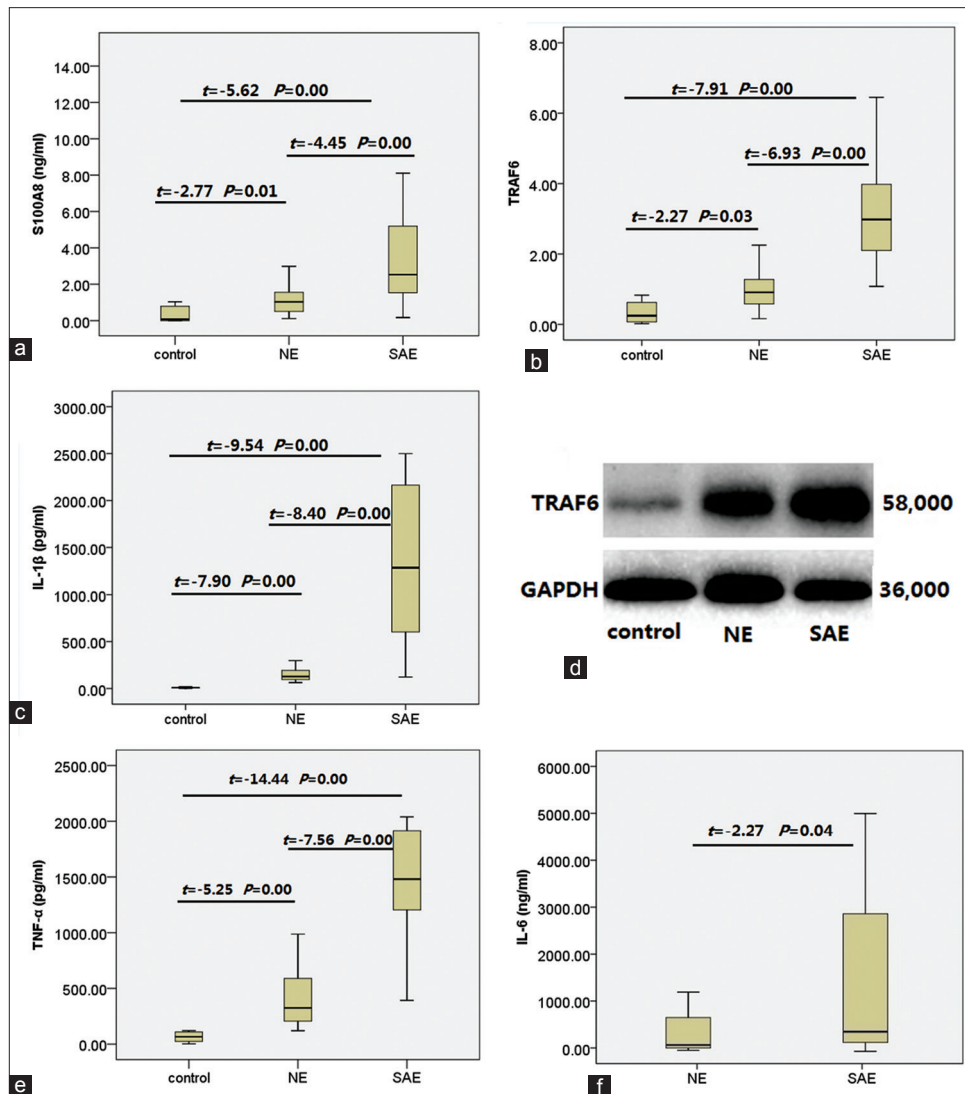 a
S100A8 (ng/ml)
14.00
12.00
10.00
8.00
6.00
4.00
2.00
0.00
t=-5.62 P=0.00
t=-4.45 P=0.00
t=-2.77 P=0.01
control NE SAE
b
TRAF6
8.00
6.00
4.00
2.00
0.00
t=-7.91 P=0.00
t=-6.93 P=0.00
t=-2.27 P=0.03
control NE SAE
c
IL-1β (pg/ml)
3000.00
2500.00
2000.00
1500.00
1000.00
500.00
0.00
t=-9.54 P=0.00
t=-8.40 P=0.00
t=-7.90 P=0.00
control NE SAE
TRAF6 58,000
GAPDH 36,000
control NE SAE
d
e
TNF-α (pg/ml)
2500.00
2000.00
1500.00
1000.00
500.00
0.00
t=-14.44 P=0.00
t=-7.56 P=0.00
t=-5.25 P=0.00
control NE SAE
f
IL-6 (ng/ml)
6000.00
5000.00
4000.00
3000.00
2000.00
1000.00
0.00
t=-2.27 P=0.04
NE SAE